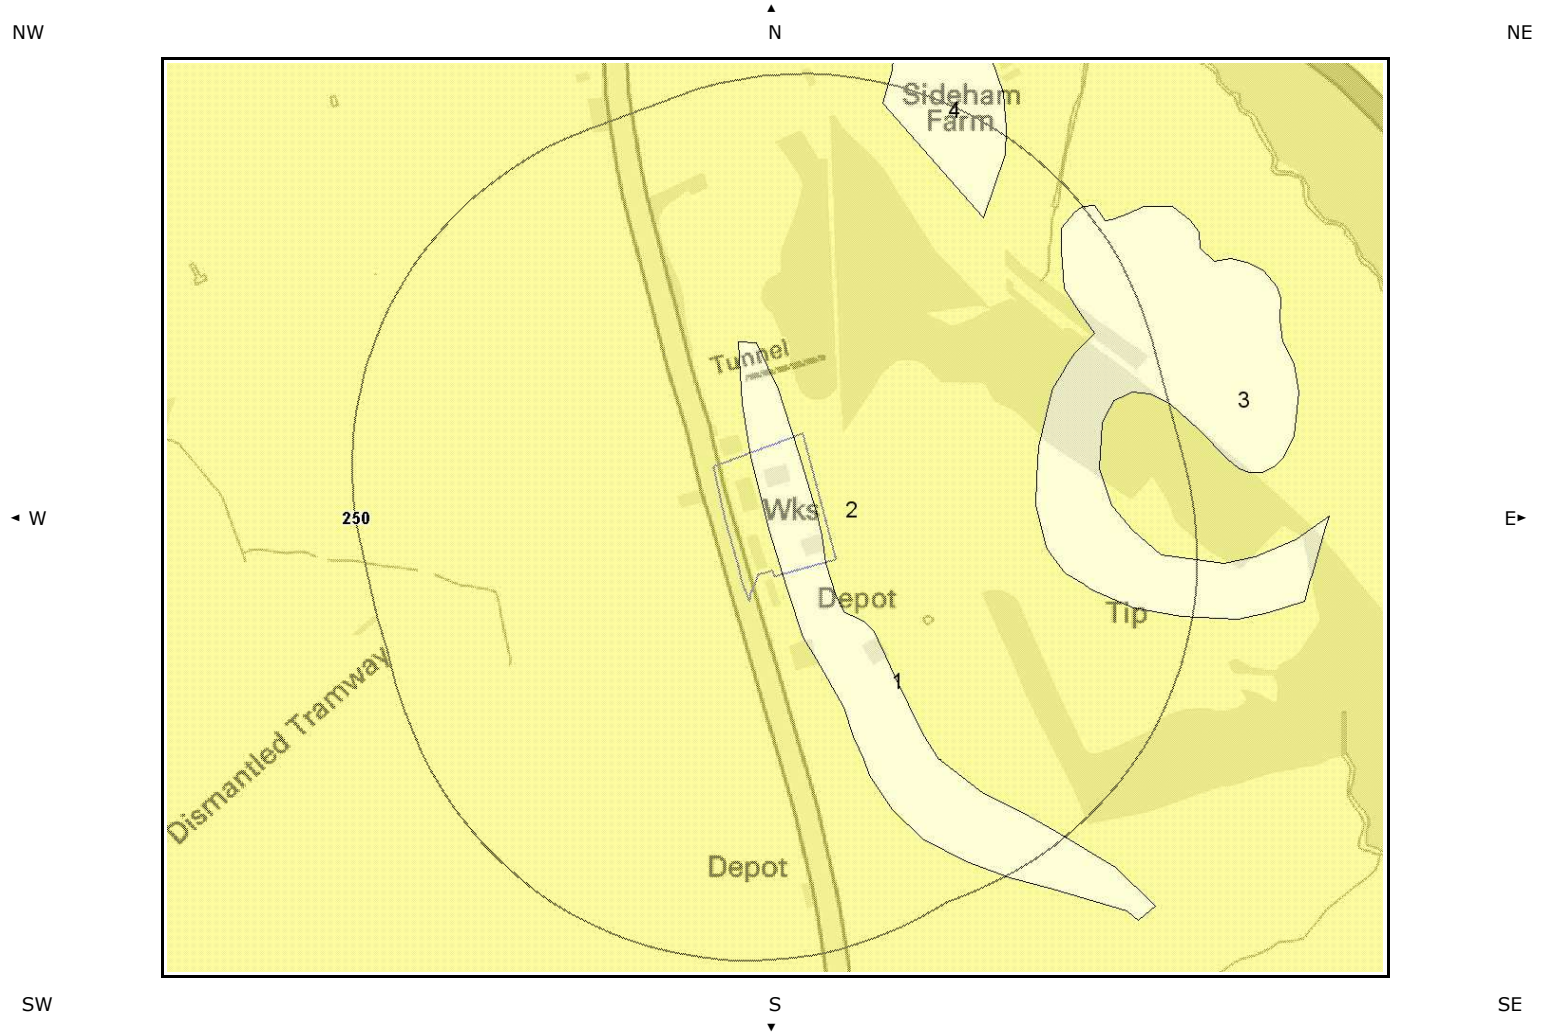 NW
N
NE
Sideham
4
Farm
Tunnel
3
Wks
2
W
250
E
Depot
Tip
1
Dismantled Tramway
Depot
SW
S
SE